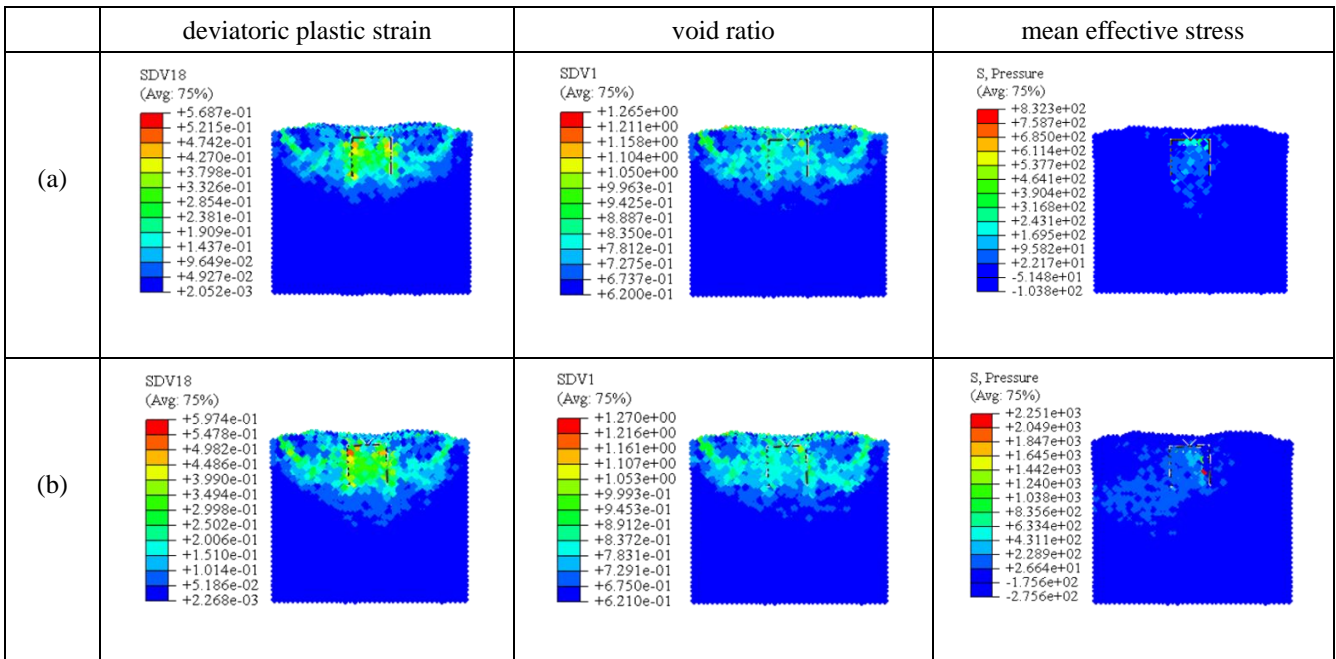 deviatoric plastic strain
void ratio
mean effective stress
(a)
SDV18
(Avg: 75%)
+5.687e-01
+5.215e-01
+4.742e-01
+4.270e-01
+3.798e-01
+3.326e-01
+2.854e-01
+2.381e-01
+1.909e-01
+1.437e-01
+9.649e-02
+4.927e-02
+2.052e-03
SDV1
(Avg: 75%)
+1.265e+00
+1.211e+00
+1.158e+00
+1.104e+00
+1.050e+00
+9.963e-01
+9.425e-01
+8.887e-01
+8.350e-01
+7.812e-01
+7.275e-01
+6.737e-01
+6.200e-01
S, Pressure
(Avg: 75%)
+8.323e+02
+7.587e+02
+6.850e+02
+6.114e+02
+5.377e+02
+4.641e+02
+3.904e+02
+3.168e+02
+2.431e+02
+1.695e+02
+9.582e+01
+2.217e+01
-5.148e+01
-1.038e+02
(b)
SDV18
(Avg: 75%)
+5.974e-01
+5.478e-01
+4.982e-01
+4.486e-01
+3.990e-01
+3.494e-01
+2.998e-01
+2.502e-01
+2.006e-01
+1.510e-01
+1.014e-01
+5.186e-02
+2.268e-03
SDV1
(Avg: 75%)
+1.270e+00
+1.216e+00
+1.161e+00
+1.107e+00
+1.053e+00
+9.993e-01
+9.453e-01
+8.912e-01
+8.372e-01
+7.831e-01
+7.291e-01
+6.750e-01
+6.210e-01
S, Pressure
(Avg: 75%)
+2.251e+03
+2.049e+03
+1.847e+03
+1.645e+03
+1.442e+03
+1.240e+03
+1.038e+03
+8.356e+02
+6.334e+02
+4.311e+02
+2.289e+02
+2.664e+01
-1.756e+02
-2.756e+02